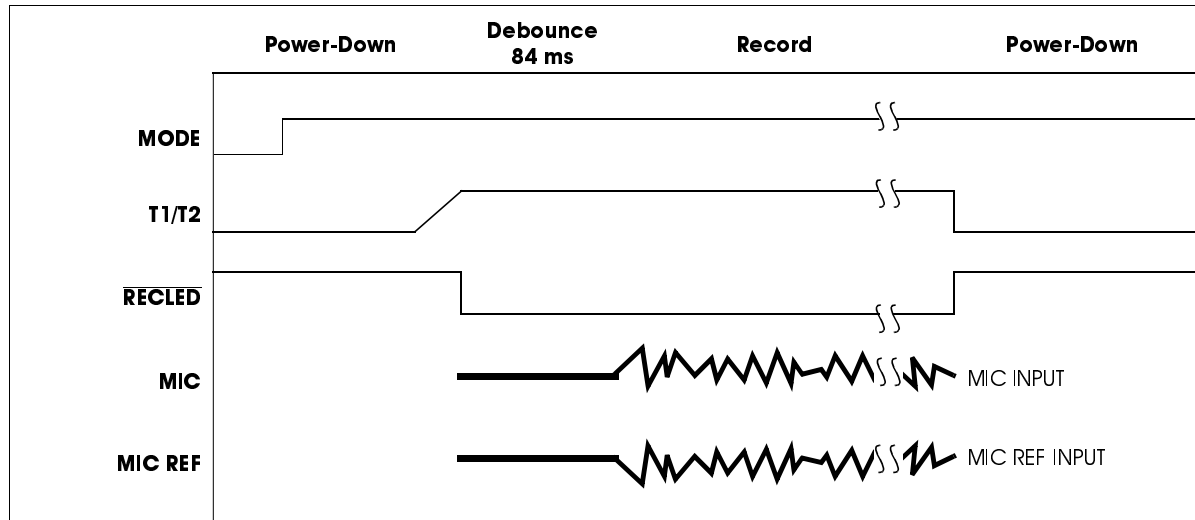 Power-Down
Debounce
84 ms
Record
Power-Down
MODE
T1/T2
RECLED
MIC
MIC INPUT
MIC REF
MIC REF INPUT